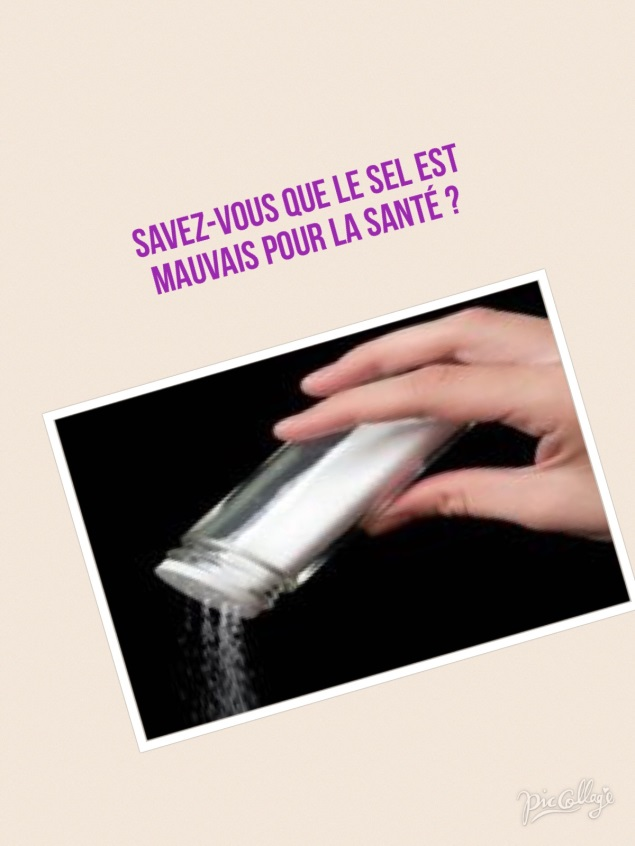 SAVEZ-VOUS QUE LE SEL EST
MAUVAIS POUR LA SANTÉ ?
PicCollage